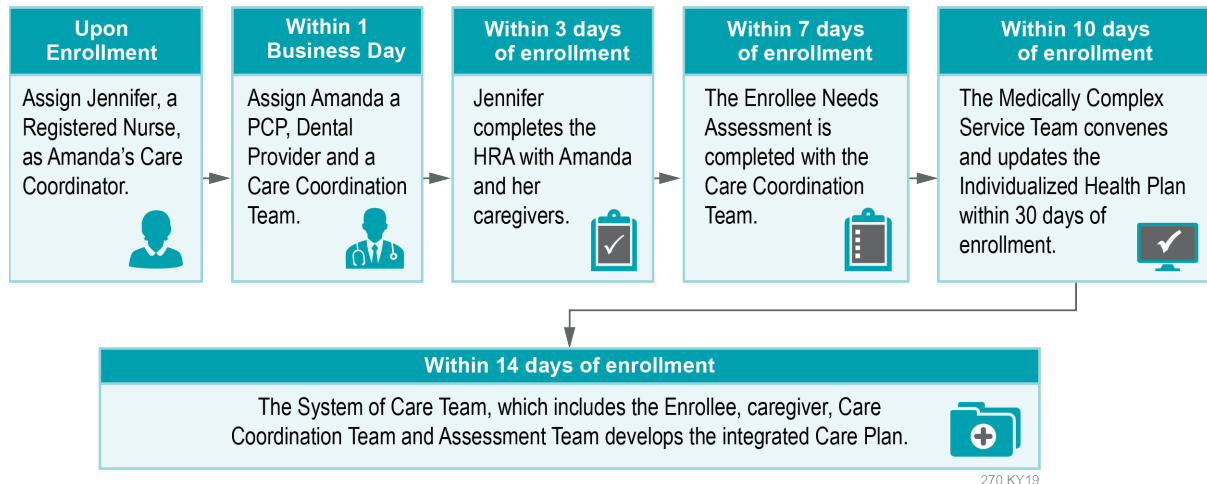 Upon
Enrollment
Assign Jennifer, a
Registered Nurse,
as Amanda's Care
Coordinator.
Within 1
Business Day
Assign Amanda a
PCP, Dental
Provider and a
Care Coordination
Team.
Within 3 days
of enrollment
Jennifer
completes the
HRA with Amanda
and her
caregivers.
Within 7 days
of enrollment
The Enrollee Needs
Assessment is
completed with the
Care Coordination
Team.
Within 10 days
of enrollment
The Medically Complex
Service Team convenes
and updates the
Individualized Health Plan
within 30 days of
enrollment.
Within 14 days of enrollment
The System of Care Team, which includes the Enrollee, caregiver, Care
Coordination Team and Assessment Team develops the integrated Care Plan.
270 KY19